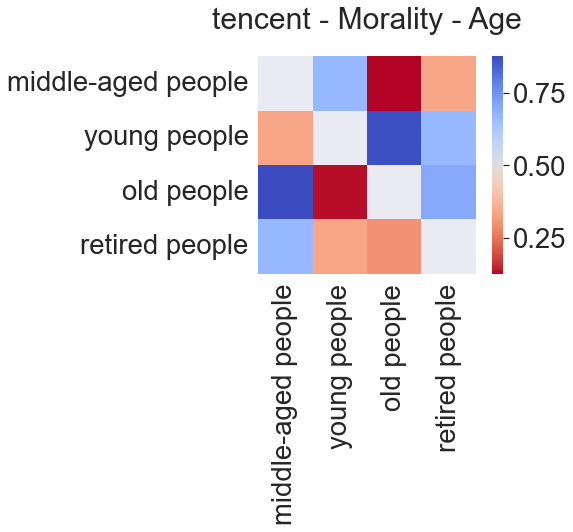 tencent - Morality - Age
middle-aged people
young people
old people
retired people
0.75
0.50
0.25
middle-aged people
young people
old people
retired people